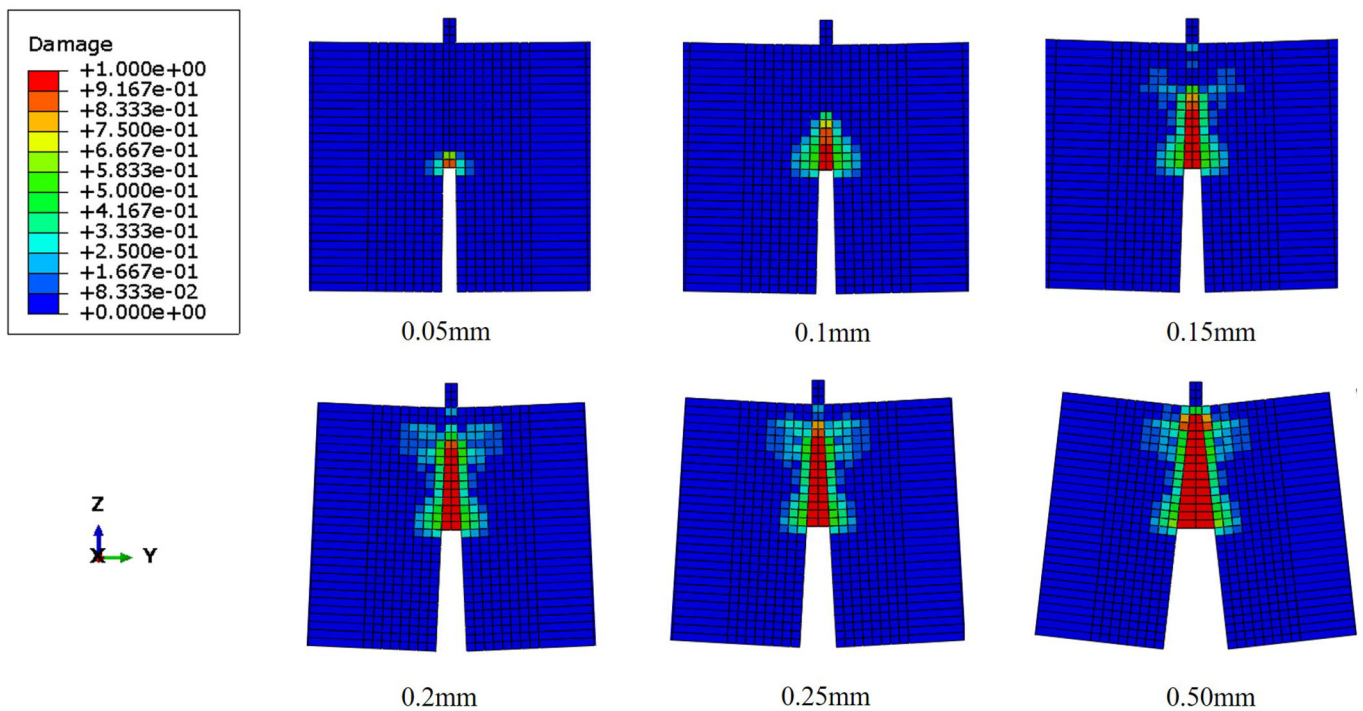 Damage
+1.000e+00
+9.167e-01
+8.333e-01
+7.500e-01
+6.667e-01
+5.833e-01
+5.000e-01
+4.167e-01
+3.333e-01
+2.500e-01
+1.667e-01
+8.333e-02
+0.000e+00
0.05mm
0.1mm
0.15mm
Z
X
Y
0.2mm
0.25mm
0.50mm